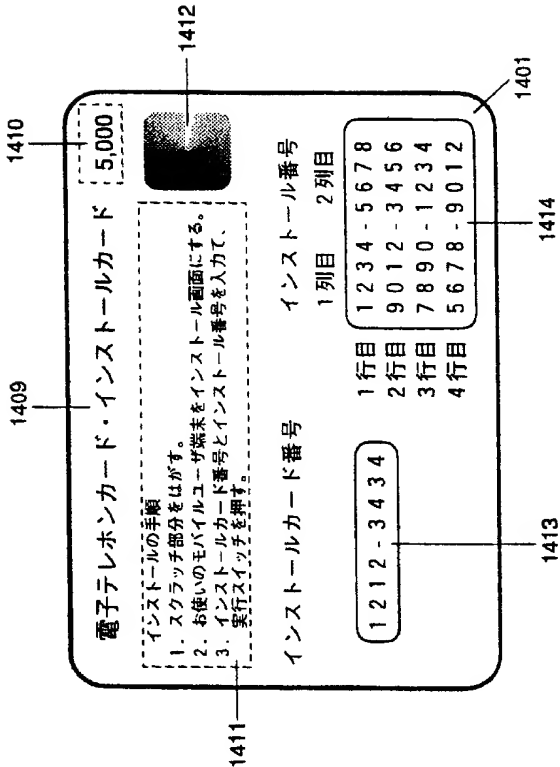 1409
1410
電子テレホンカード・インストールカード
5,000
1412
インストールの手順
1. スクラッチ部分をはがす。
2. お使いのモバイルユーザ端末をインストール画面にする。
3. インストールカード番号とインストール番号を入力て、
実行スイッチを押す。
1411
インストールカード番号
インストール番号
1列目 2列目
1212-3434
1行目 1234-5678
2行目 9012-3456
3行目 7890-1234
4行目 5678-9012
1413
1414
1401